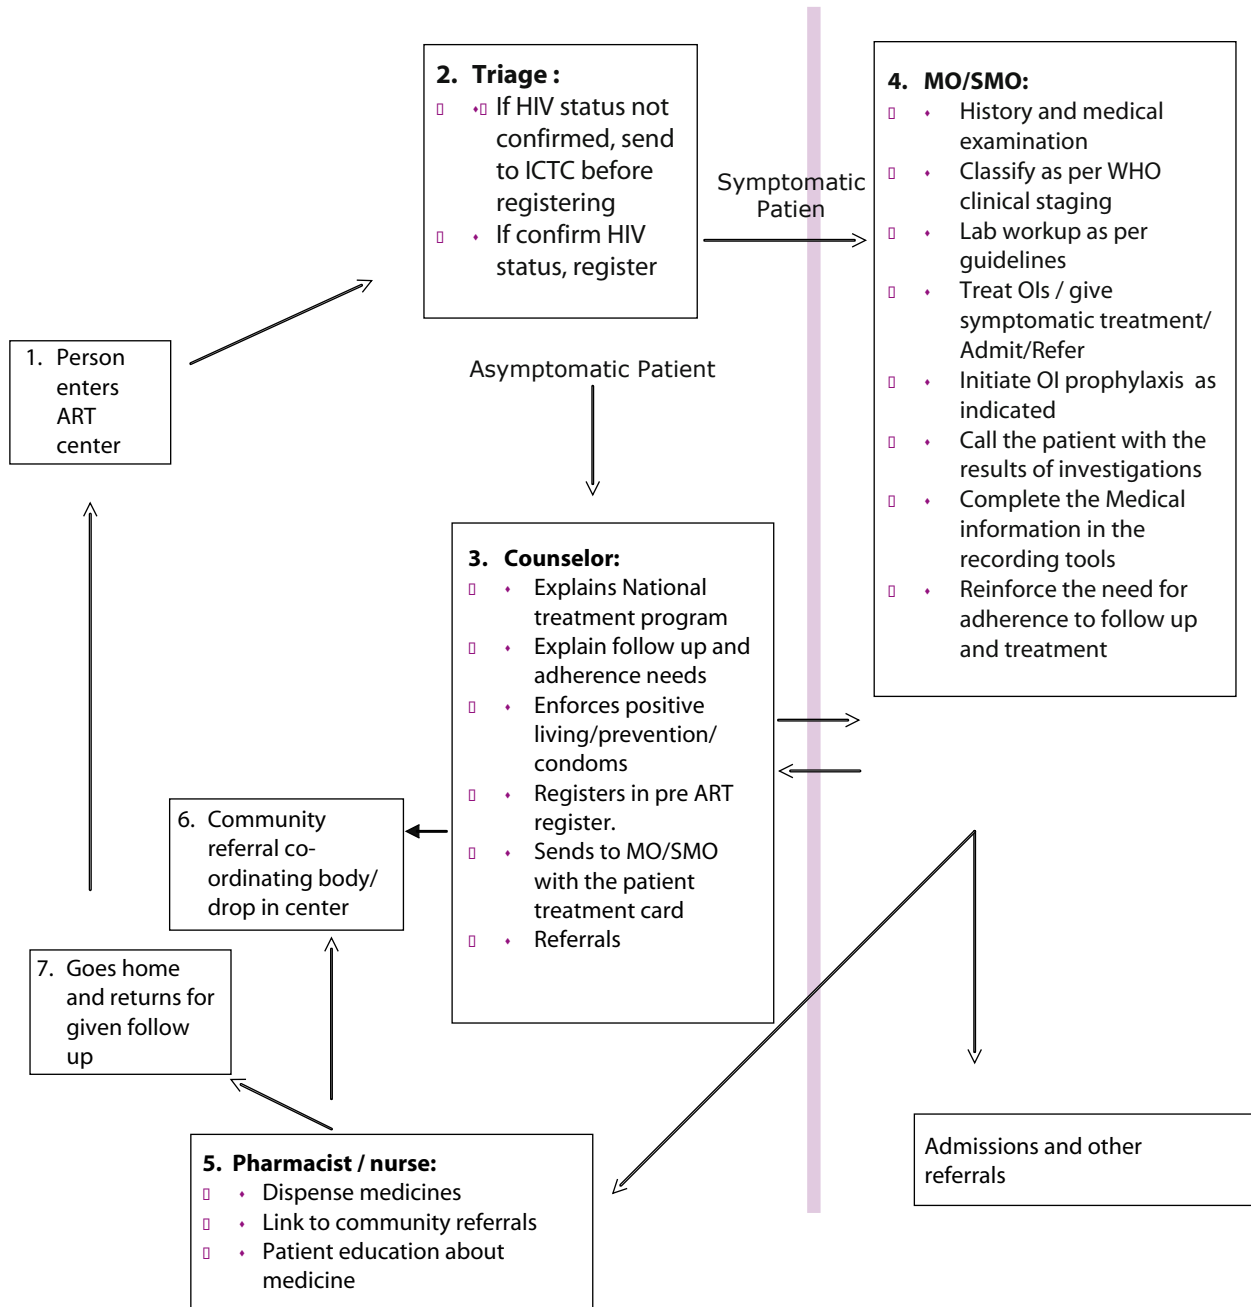 1. Person
enters
ART
center
2. Triage :
If HIV status not
confirmed, send
to ICTC before
registering
If confirm HIV
status, register
Symptomatic
Patien
Asymptomatic Patient
3. Counselor:
Explains National
treatment program
Explain follow up and
adherence needs
Enforces positive
living/prevention/
condoms
Registers in pre ART
register.
Sends to MO/SMO
with the patient
treatment card
Referrals
4. MO/SMO:
History and medical
examination
Classify as per WHO
clinical staging
Lab workup as per
guidelines
Treat OIs / give
symptomatic treatment/
Admit/Refer
Initiate OI prophylaxis as
indicated
Call the patient with the
results of investigations
Complete the Medical
information in the
recording tools
Reinforce the need for
adherence to follow up
and treatment
5. Pharmacist / nurse:
Dispense medicines
Link to community referrals
Patient education about
medicine
6. Community
referral co-
ordinating body/
drop in center
7. Goes home
and returns for
given follow
up
Admissions and other
referrals